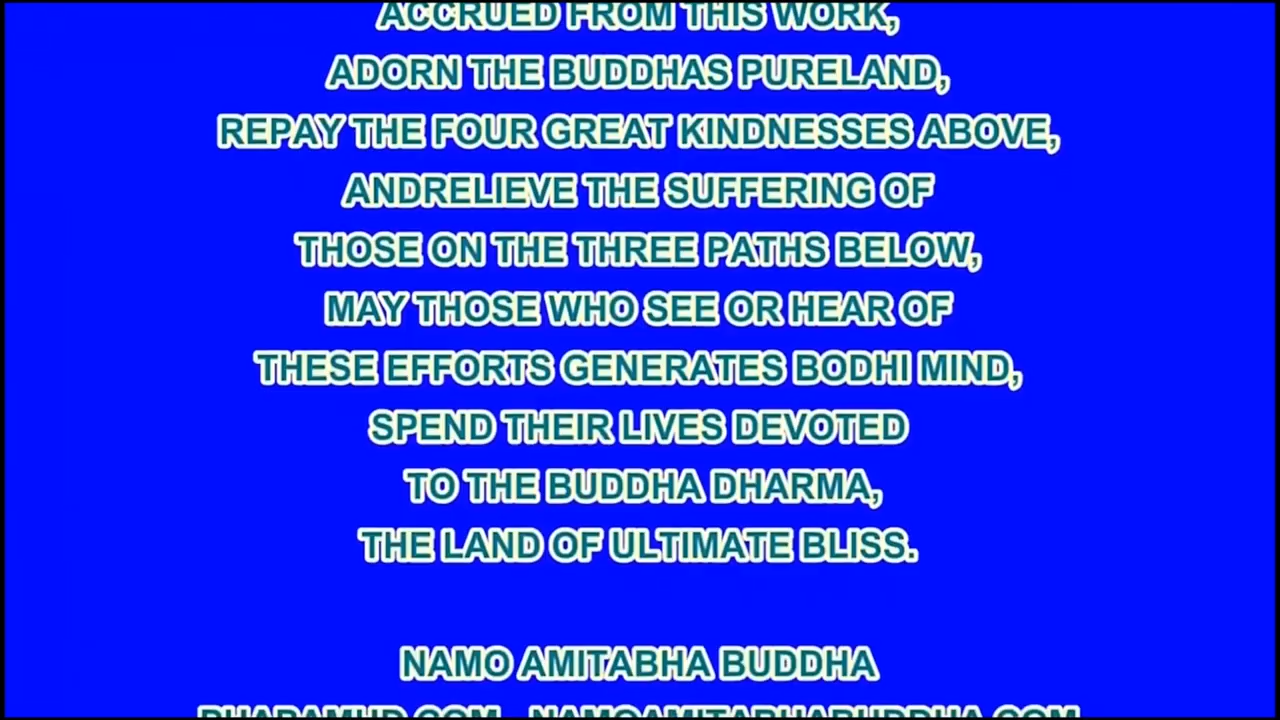 ACCRUED FROM THIS WORK,
ADORN THE BUDDHAS PURELAND,
REPAY THE FOUR GREAT KINDNESSES ABOVE,
ANDRELIEVE THE SUFFERING OF
THOSE ON THE THREE PATHS BELOW,
MAY THOSE WHO SEE OR HEAR OF
THESE EFFORTS GENERATES BODHI MIND,
SPEND THEIR LIVES DEVOTED
TO THE BUDDHA DHARMA,
THE LAND OF ULTIMATE BLISS.
NAMO AMITABHA BUDDHA
NAMOAMITABHABUDDHA.COM